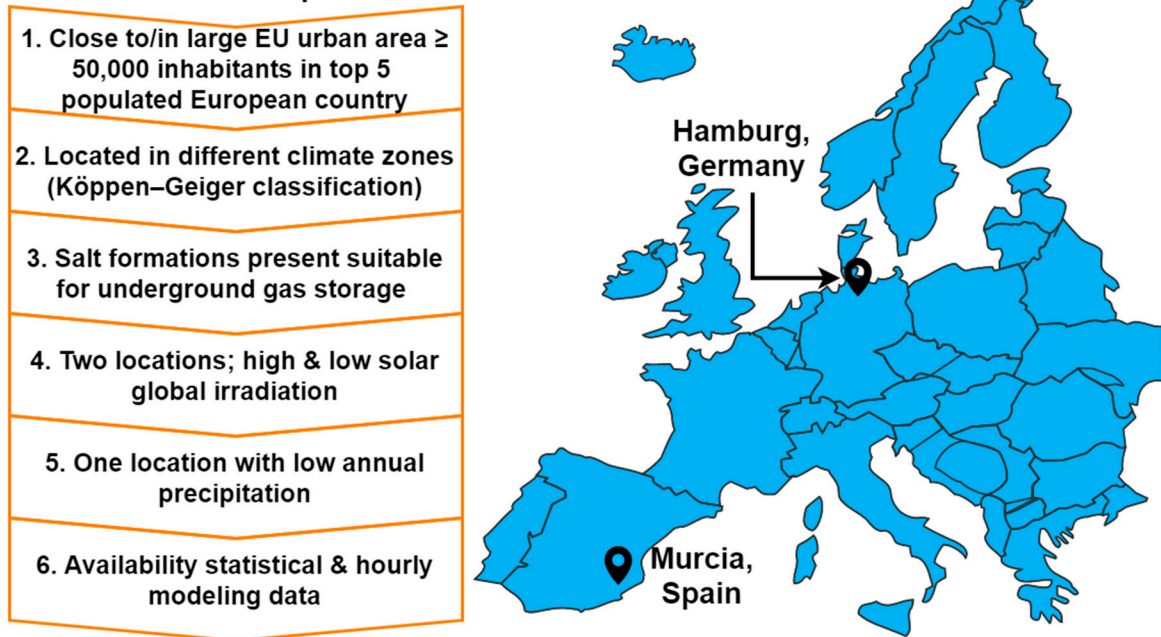 1. Close to/in large EU urban area ≥
50,000 inhabitants in top 5
populated European country
2. Located in different climate zones
(Köppen–Geiger classification)
3. Salt formations present suitable
for underground gas storage
4. Two locations; high & low solar
global irradiation
5. One location with low annual
precipitation
6. Availability statistical & hourly
modeling data
Hamburg,
Germany
Murcia,
Spain